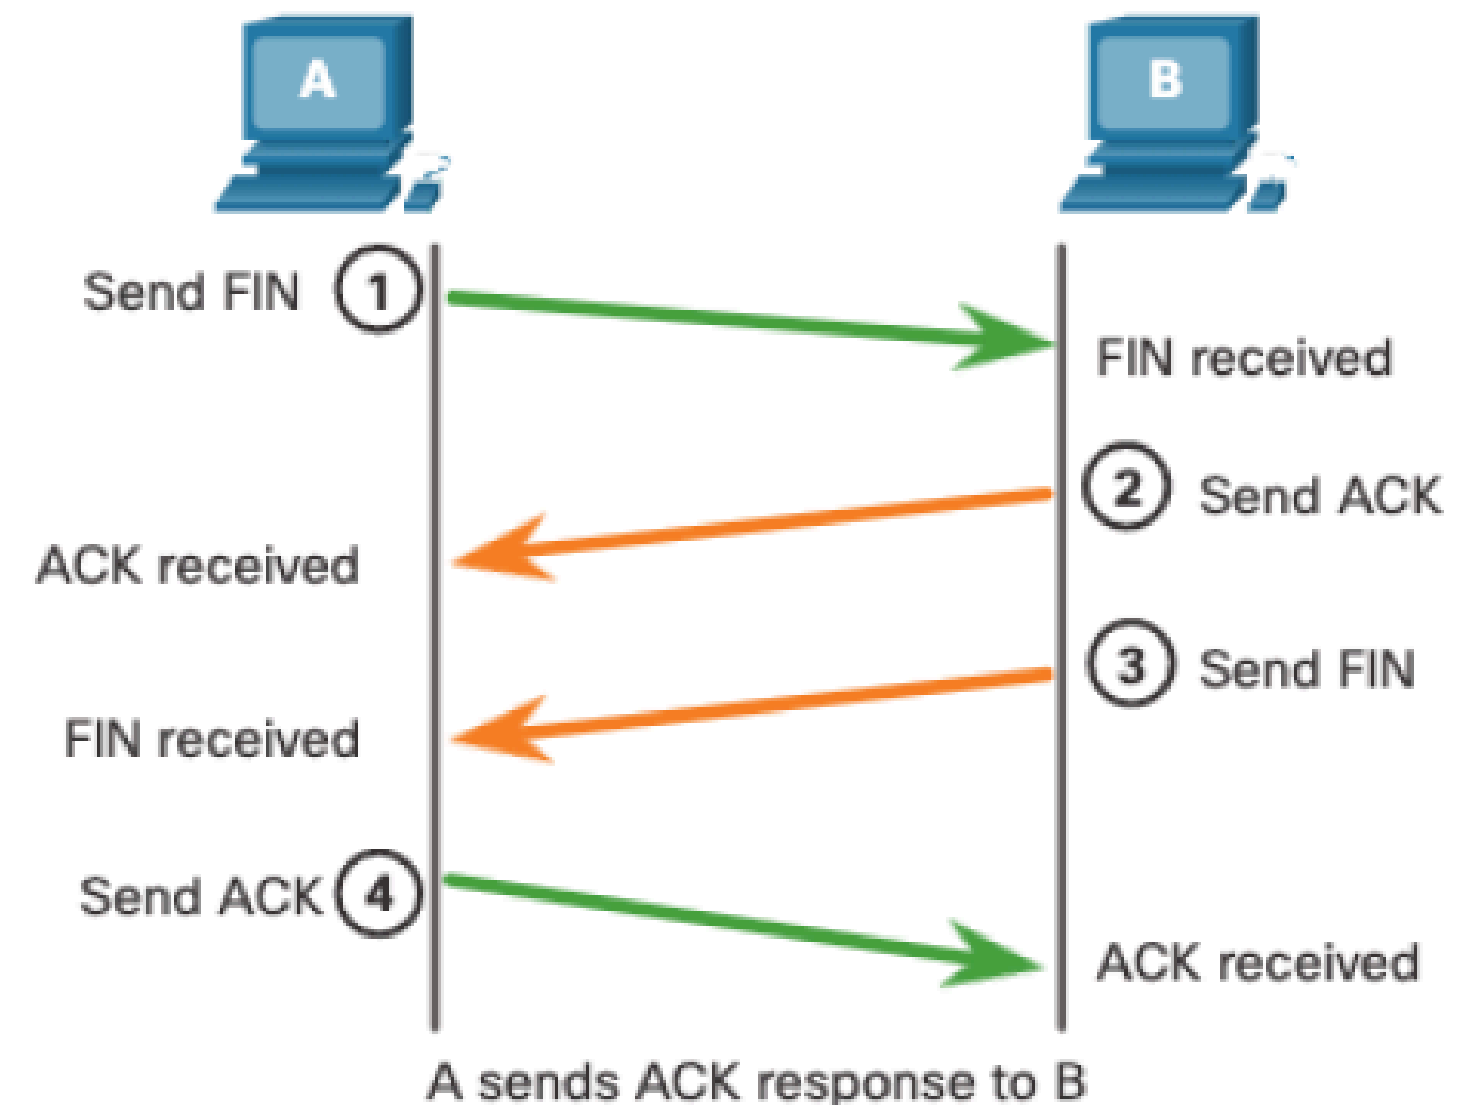 A
B
Send FIN 1
FIN received
2 Send ACK
ACK received
3 Send FIN
FIN received
Send ACK 4
ACK received
A sends ACK response to B